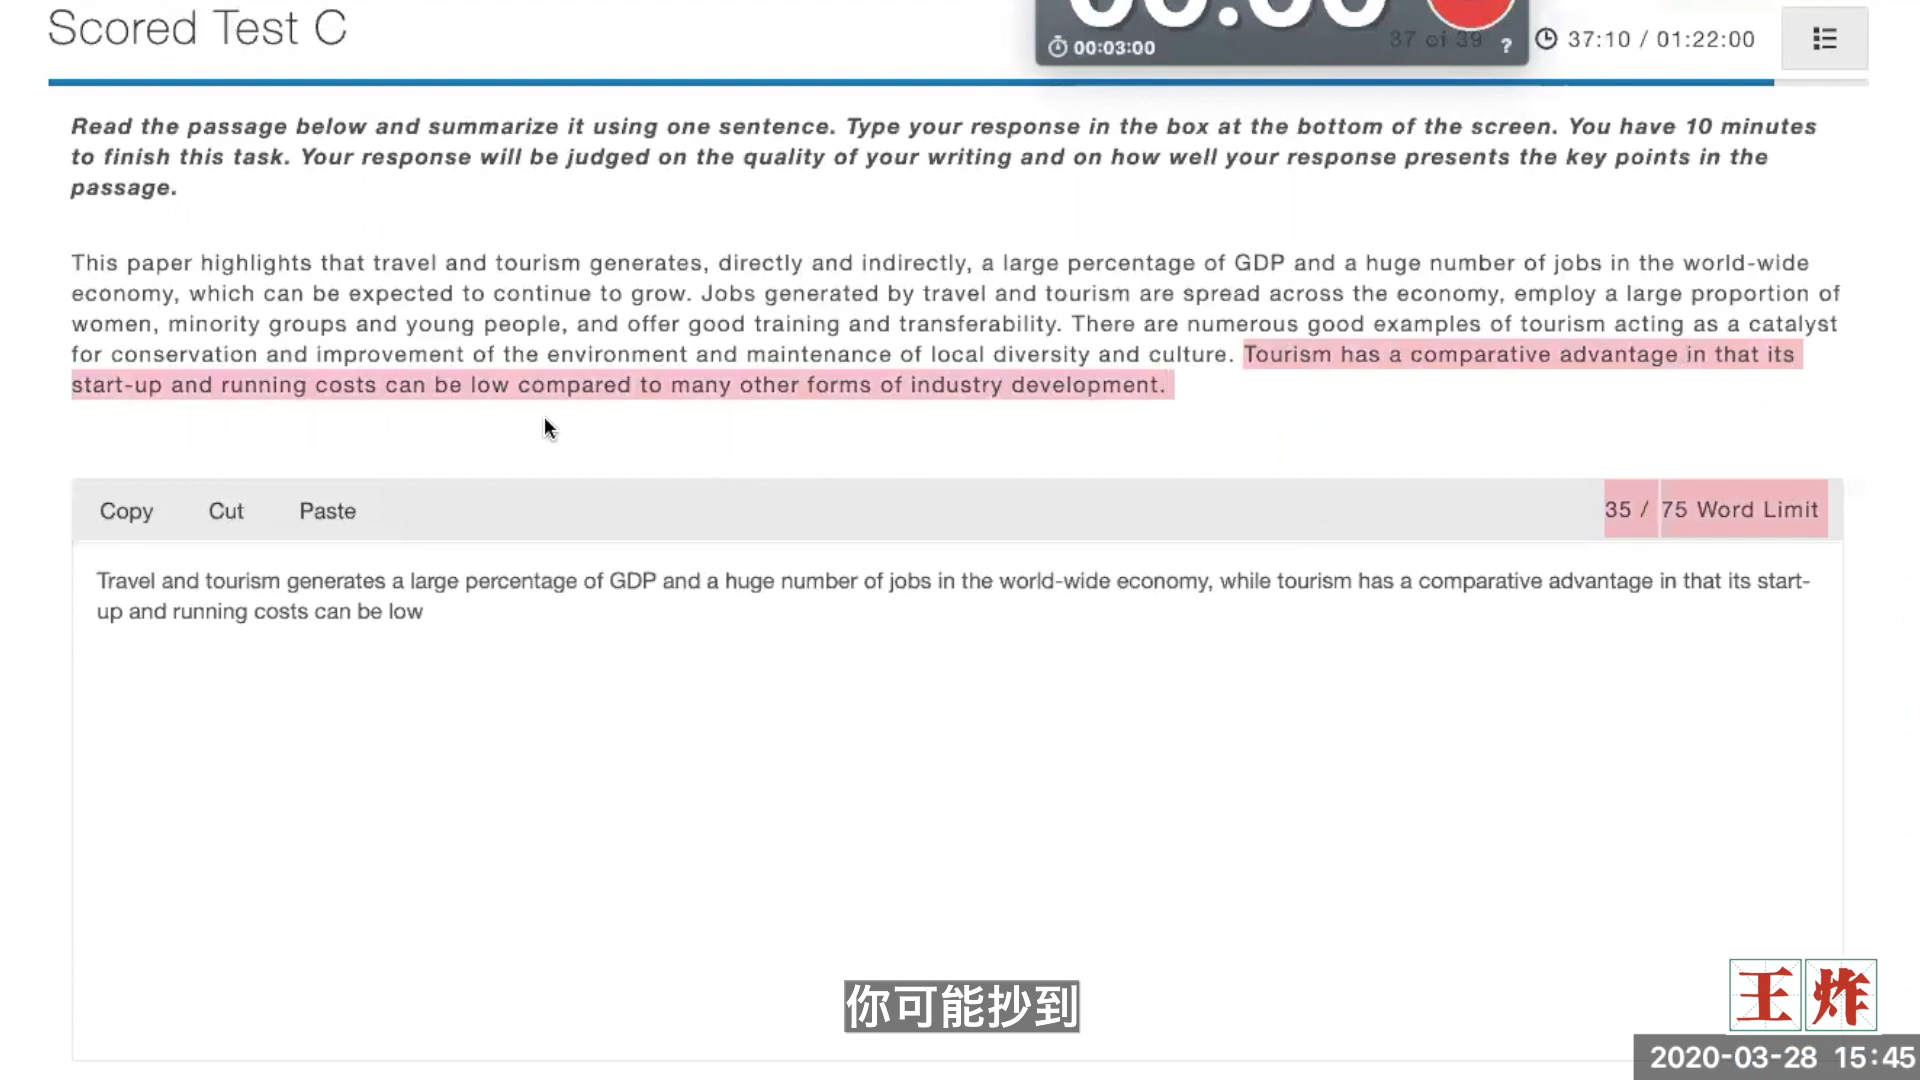 Scored Test C
00:03:00
37 of 39
?
37:10 / 01:22:00
Read the passage below and summarize it using one sentence. Type your response in the box at the bottom of the screen. You have 10 minutes
to finish this task. Your response will be judged on the quality of your writing and on how well your response presents the key points in the
passage.
This paper highlights that travel and tourism generates, directly and indirectly, a large percentage of GDP and a huge number of jobs in the world-wide
economy, which can be expected to continue to grow. Jobs generated by travel and tourism are spread across the economy, employ a large proportion of
women, minority groups and young people, and offer good training and transferability. There are numerous good examples of tourism acting as a catalyst
for conservation and improvement of the environment and maintenance of local diversity and culture. Tourism has a comparative advantage in that its
start-up and running costs can be low compared to many other forms of industry development.
Copy Cut Paste
35 / 75 Word Limit
Travel and tourism generates a large percentage of GDP and a huge number of jobs in the world-wide economy, while tourism has a comparative advantage in that its start-
up and running costs can be low
你可能抄到
王炸
2020-03-28 15:45